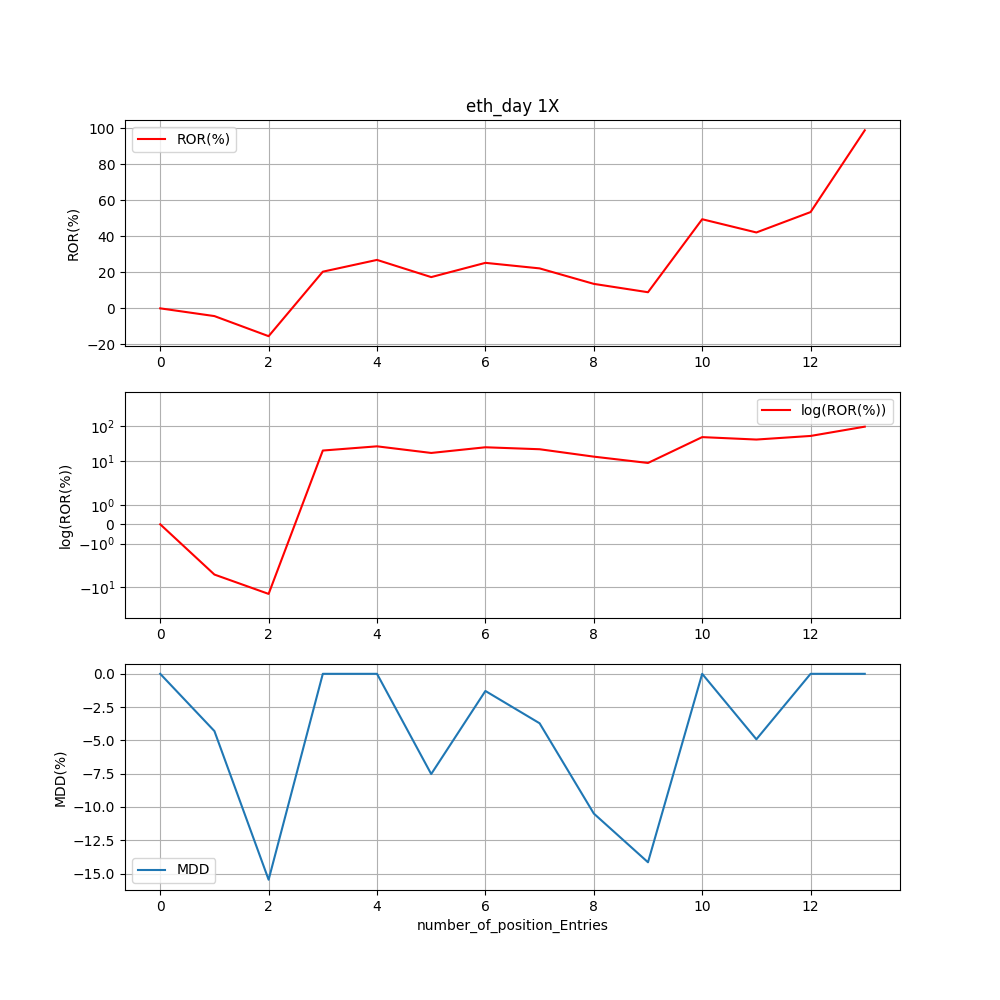 eth_day 1X
ROR(%)
ROR(%)
100
80
60
40
20
0
−20
0 2 4 6 8 10 12
log(ROR(%))
log(ROR(%))
10²
10¹
10⁰
0
−10⁰
−10¹
0 2 4 6 8 10 12
MDD(%)
0.0
−2.5
−5.0
−7.5
−10.0
−12.5
−15.0
MDD
0 2 4 6 8 10 12
number_of_position_Entries